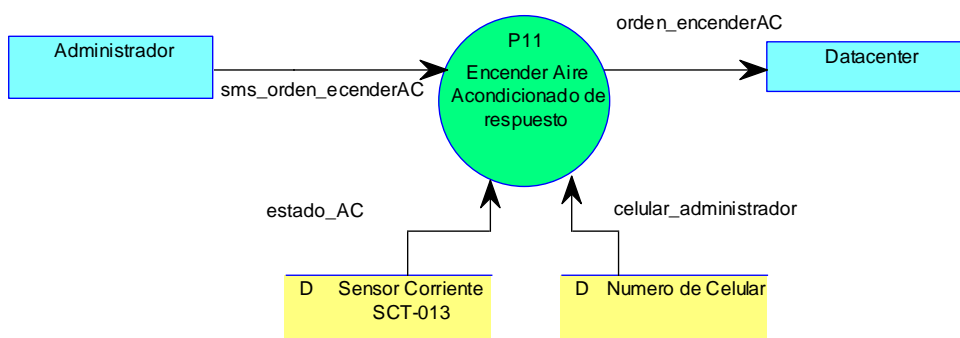 orden_encenderAC
Administrador
P11
Datacenter
Encender Aire
Acondicionado de
respuesto
sms_orden_ecenderAC
estado_AC
celular_administrador
D Sensor Corriente
SCT-013
D Numero de Celular